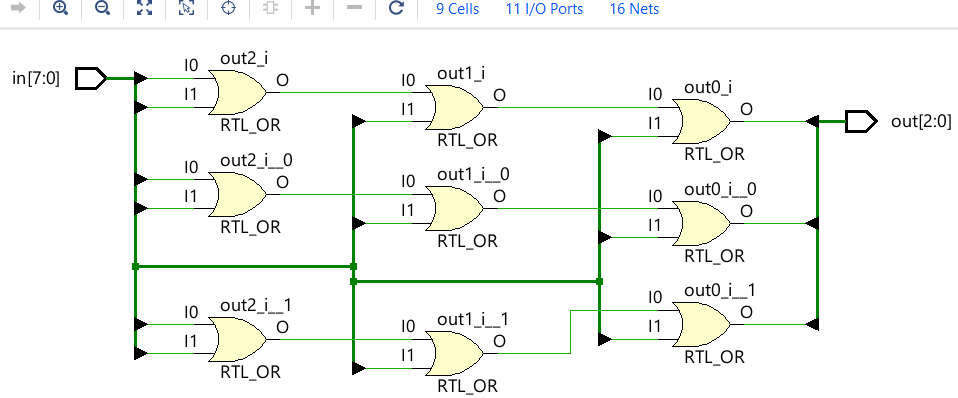 9 Cells 11 I/O Ports 16 Nets
in[7:0]
out2_i
I0 O
I1
RTL_OR
out1_i
I0 O
I1
RTL_OR
out0_i
I0 O
I1
RTL_OR
out[2:0]
out2_i__0
I0 O
I1
RTL_OR
out1_i__0
I0 O
I1
RTL_OR
out0_i__0
I0 O
I1
RTL_OR
out2_i__1
I0 O
I1
RTL_OR
out1_i__1
I0 O
I1
RTL_OR
out0_i__1
I0 O
I1
RTL_OR